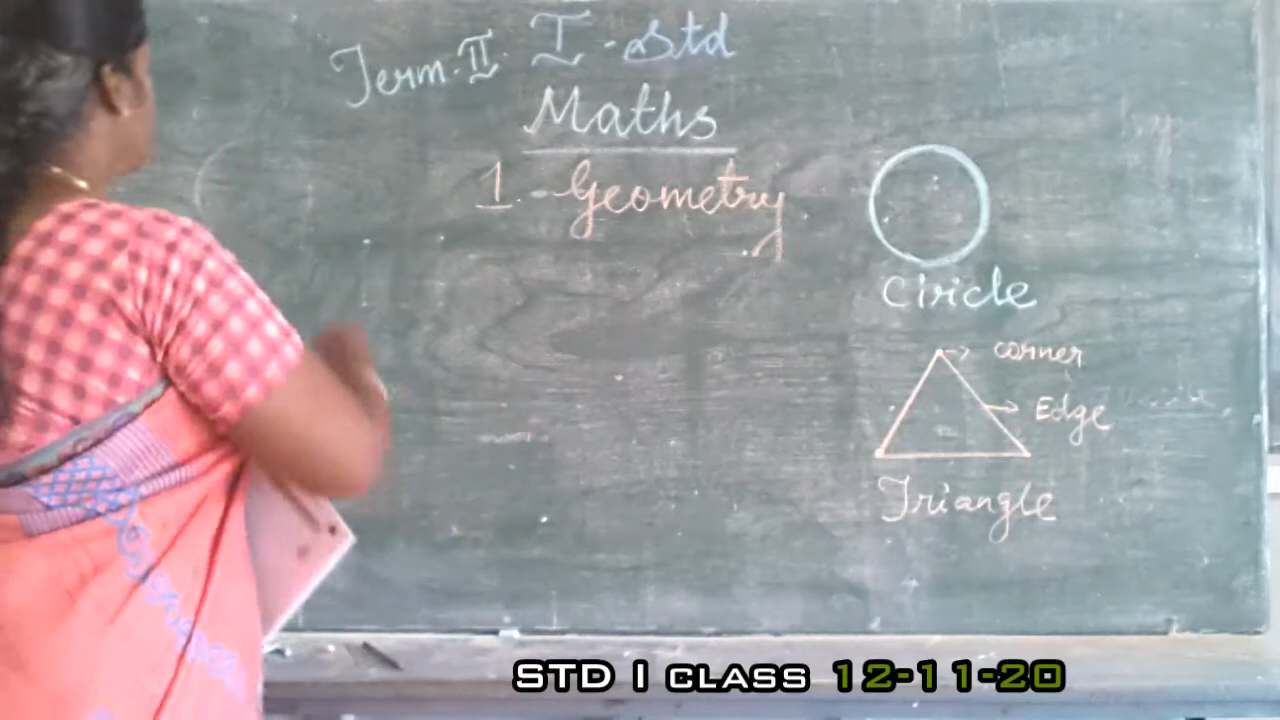 Term-II I-Std
Maths
1.-Geometry
Circle
corner
Edge
Triangle
STD I CLASS 12-11-20